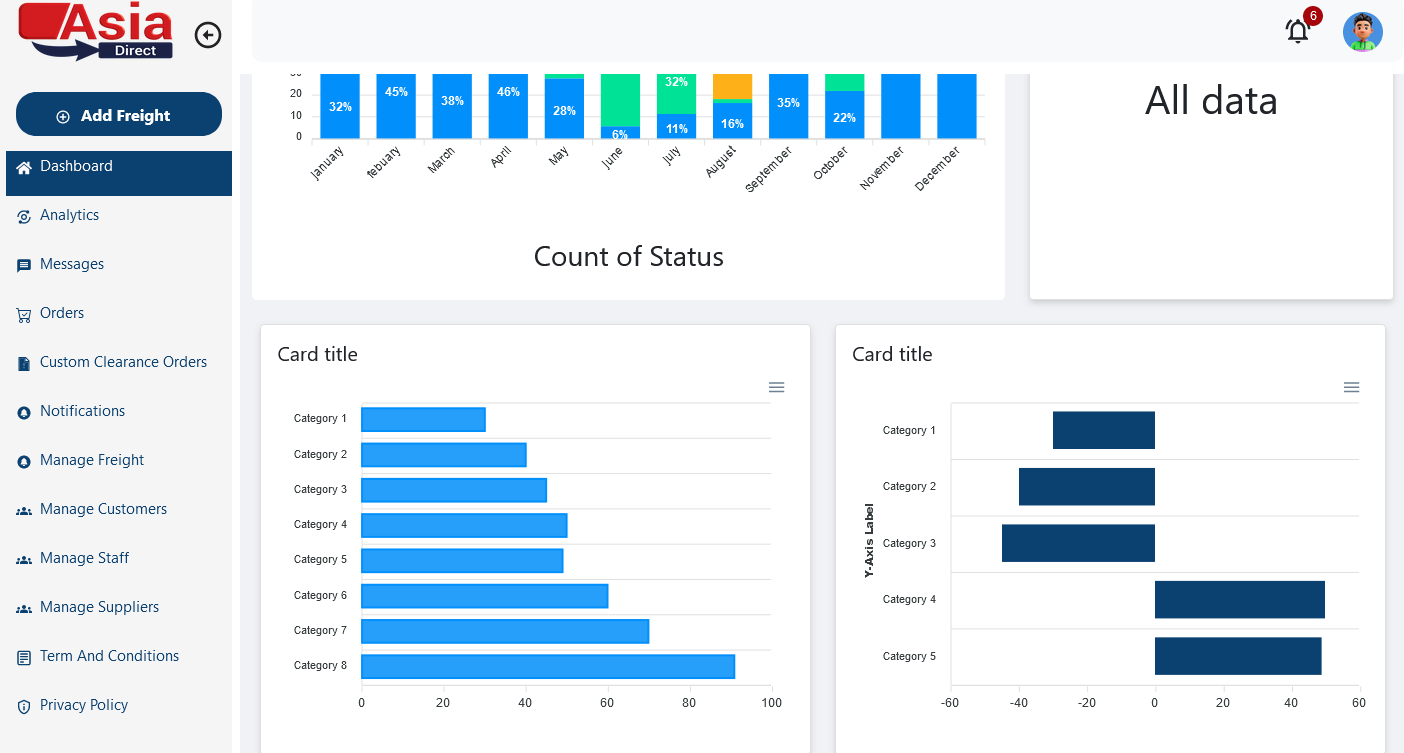 Asia
Direct
6
Add Freight
Dashboard
Analytics
Messages
Orders
Custom Clearance Orders
Notifications
Manage Freight
Manage Customers
Manage Staff
Manage Suppliers
Term And Conditions
Privacy Policy
30
20
10
0
32%
45%
38%
46%
28%
6%
32%
11%
16%
35%
22%
January
febuary
March
April
May
June
July
August
September
October
November
December
Count of Status
All data
Card title
Category 1
Category 2
Category 3
Category 4
Category 5
Category 6
Category 7
Category 8
0 20 40 60 80 100
Card title
Y-Axis Label
Category 1
Category 2
Category 3
Category 4
Category 5
-60 -40 -20 0 20 40 60